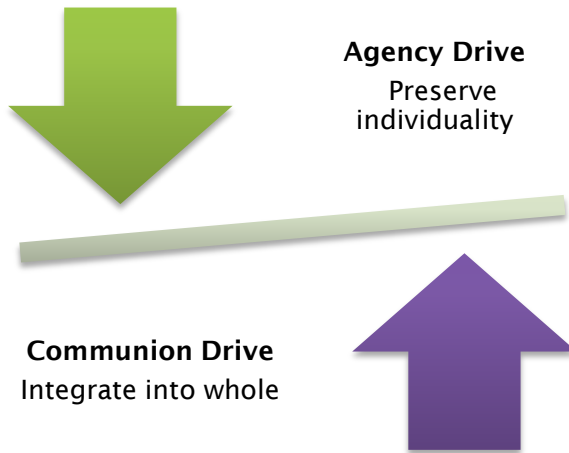 Agency Drive
Preserve
individuality
Communion Drive
Integrate into whole